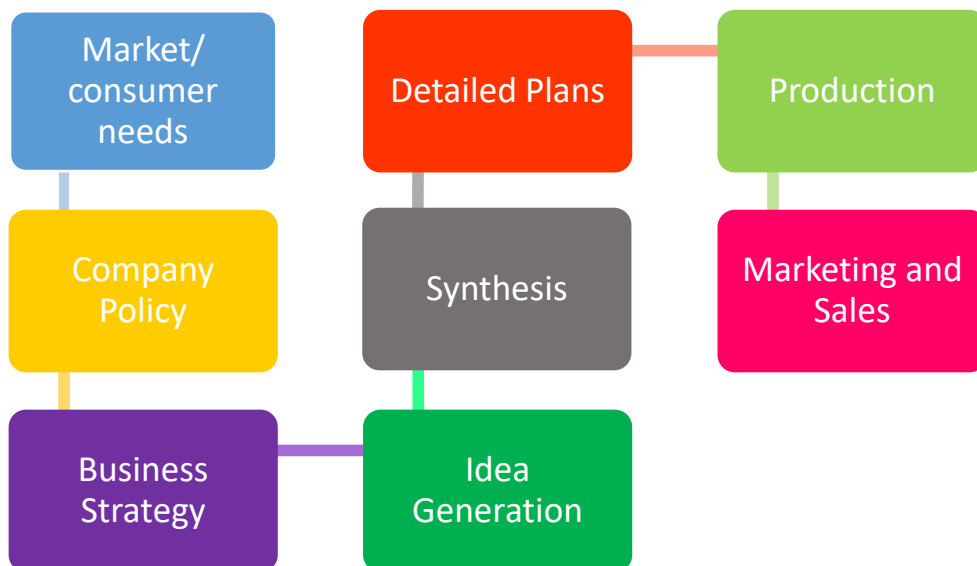 Market/
consumer
needs
Company
Policy
Business
Strategy
Idea
Generation
Synthesis
Detailed Plans
Production
Marketing and
Sales